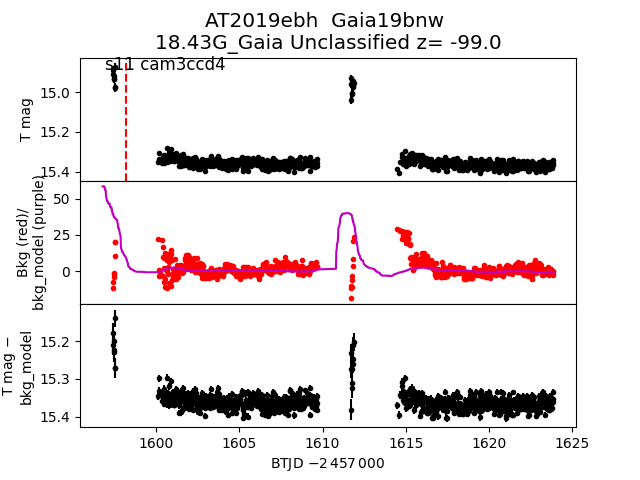 AT2019ebh  Gaia19bnw
18.43G_Gaia Unclassified z= -99.0
s11 cam3ccd4
T mag
15.0
15.2
15.4
Bkg (red)/
bkg_model (purple)
50
25
0
T mag −
bkg_model
15.2
15.3
15.4
1600 1605 1610 1615 1620 1625
BTJD −2 457 000